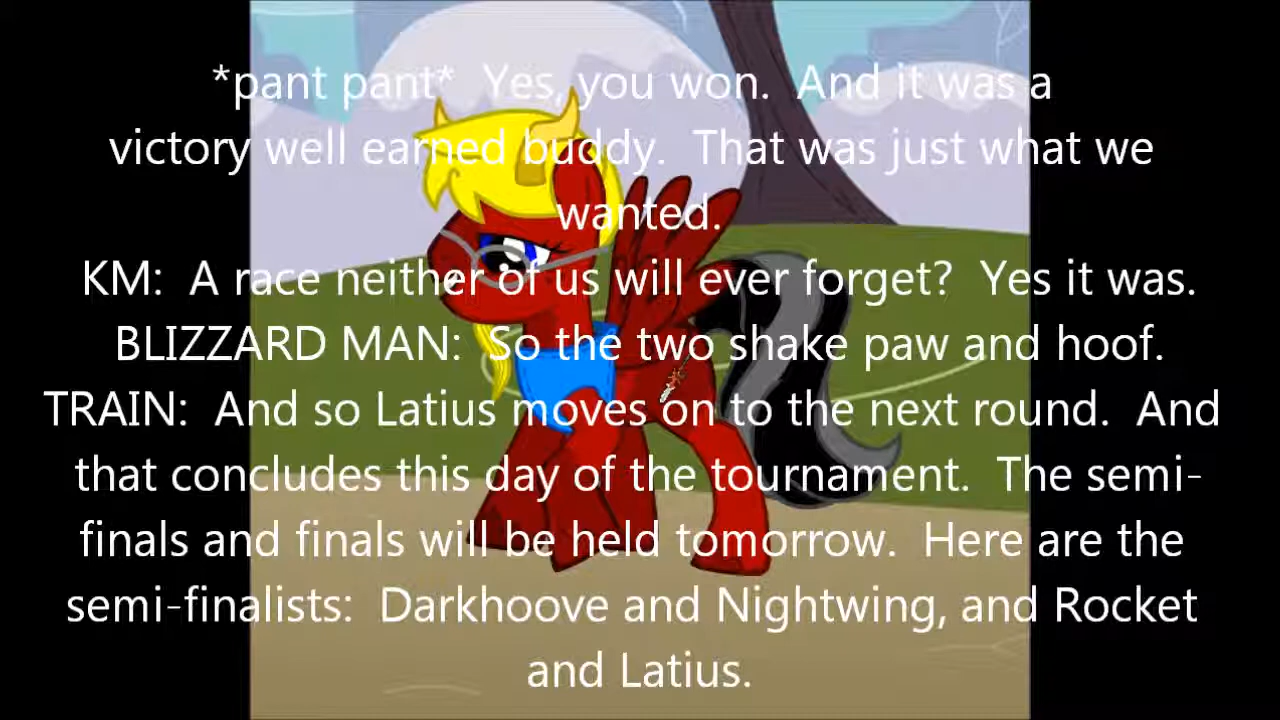 *pant pant*  Yes, you won.  And it was a
victory well earned buddy.  That was just what we
wanted.
KM:  A race neither of us will ever forget?  Yes it was.
BLIZZARD MAN:  So the two shake paw and hoof.
TRAIN:  And so Latius moves on to the next round.  And
that concludes this day of the tournament.  The semi-
finals and finals will be held tomorrow.  Here are the
semi-finalists:  Darkhoove and Nightwing, and Rocket
and Latius.